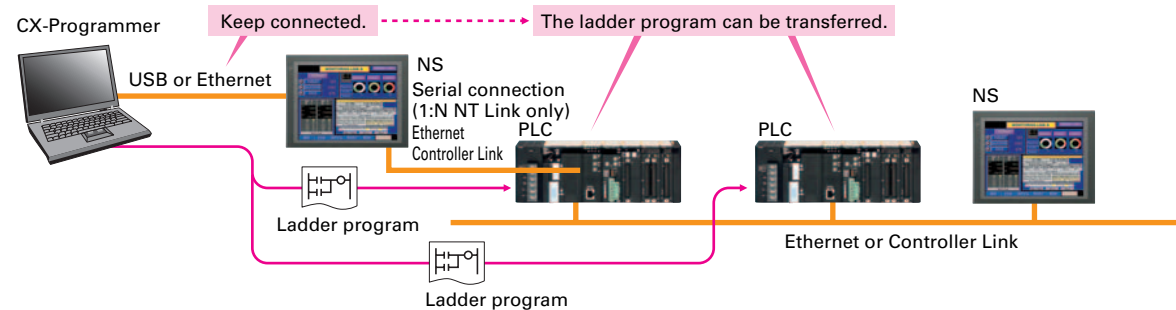 CX-Programmer
Keep connected.
The ladder program can be transferred.
USB or Ethernet
NS
Serial connection
(1:N NT Link only)
Ethernet
Controller Link
PLC
PLC
NS
Ladder program
Ethernet or Controller Link
Ladder program